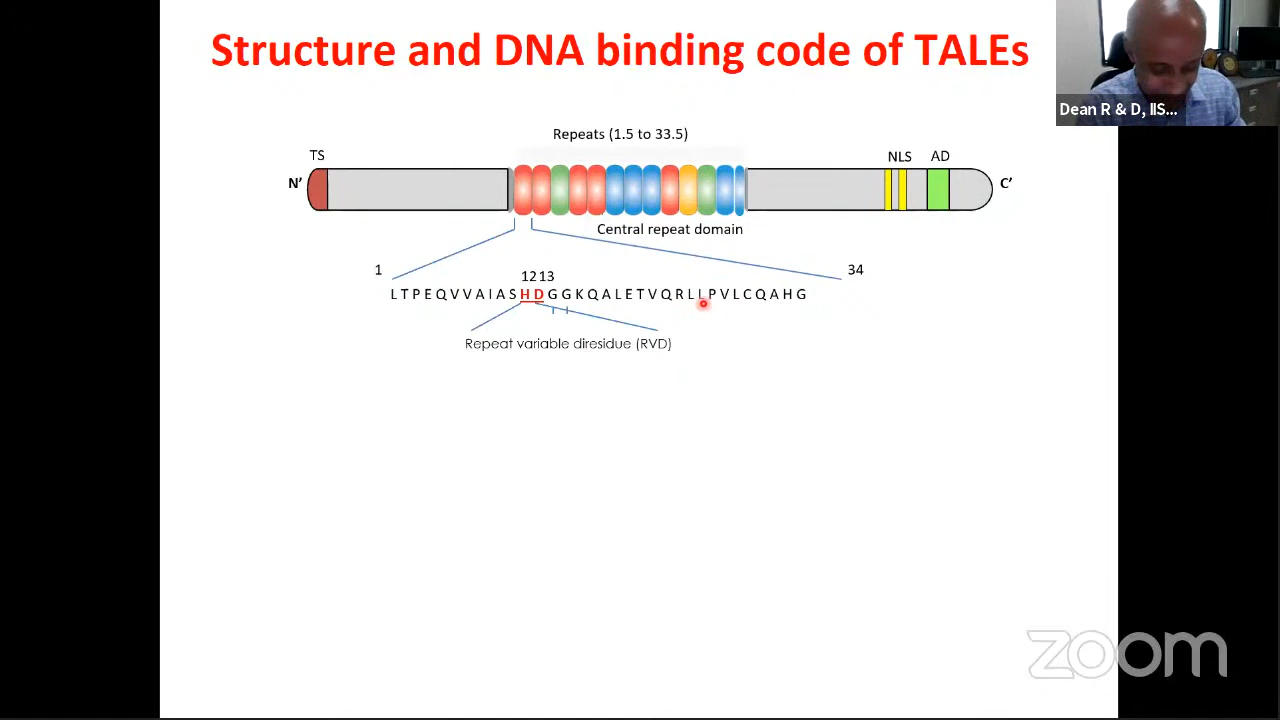 Structure and DNA binding code of TALEs
Dean R & D, IIS...
Repeats (1.5 to 33.5)
TS
NLS
AD
N’
C’
Central repeat domain
1
34
12 13
LTPEQVVAIASHDGGKQALETVQRLLPVLCQAHG
Repeat variable diresidue (RVD)
zoom